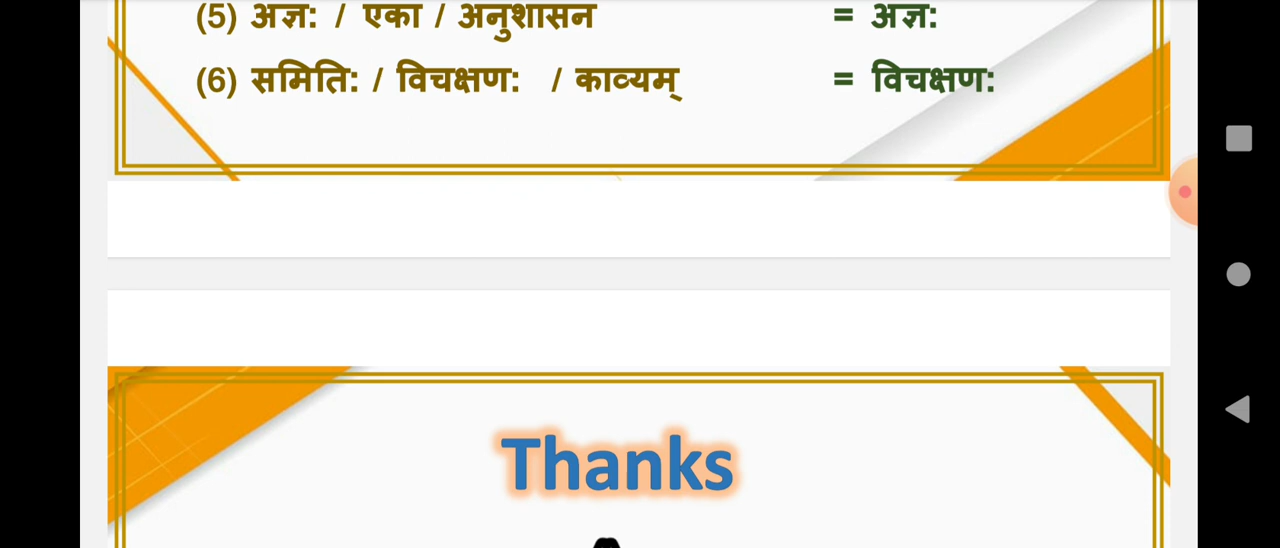 (5) अज्ञ: / एका / अनुशासन = अज्ञ:
(6) समिति: / विचक्षण: / काव्यम् = विचक्षण:
Thanks